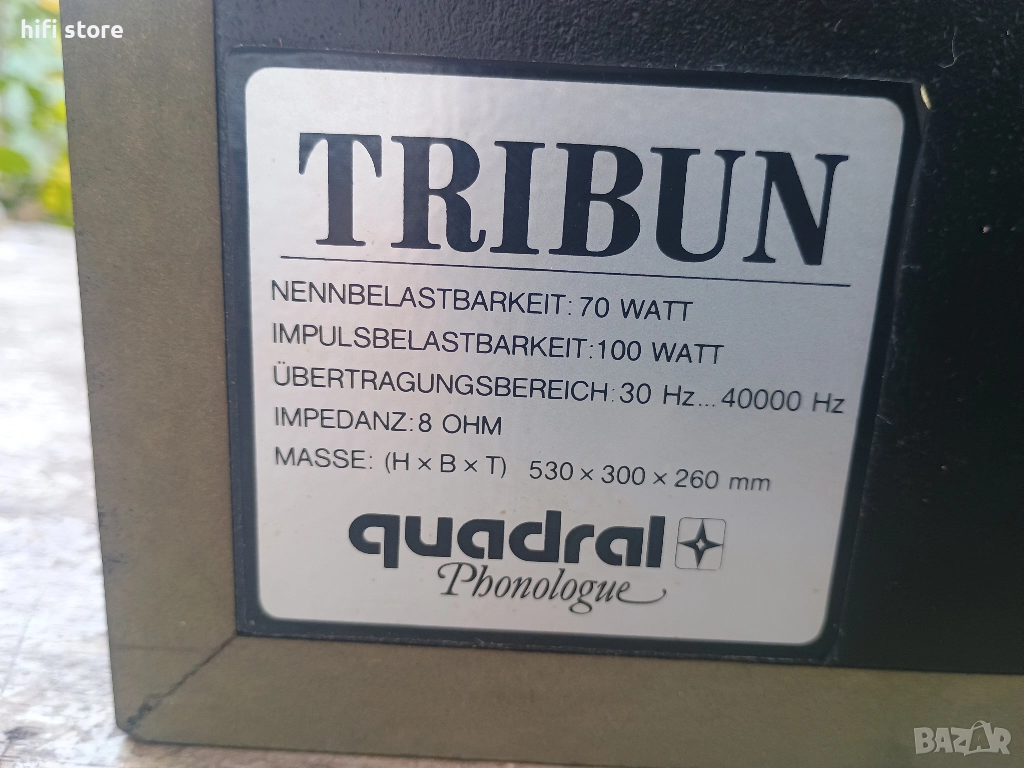 hifi store
TRIBUN
NENNBELASTBARKEIT: 70 WATT
IMPULSBELASTBARKEIT: 100 WATT
ÜBERTRAGUNGSBEREICH: 30 Hz... 40000 Hz
IMPEDANZ: 8 OHM
MASSE: (H × B × T) 530 × 300 × 260 mm
quadral
Phonologue
BAZAR